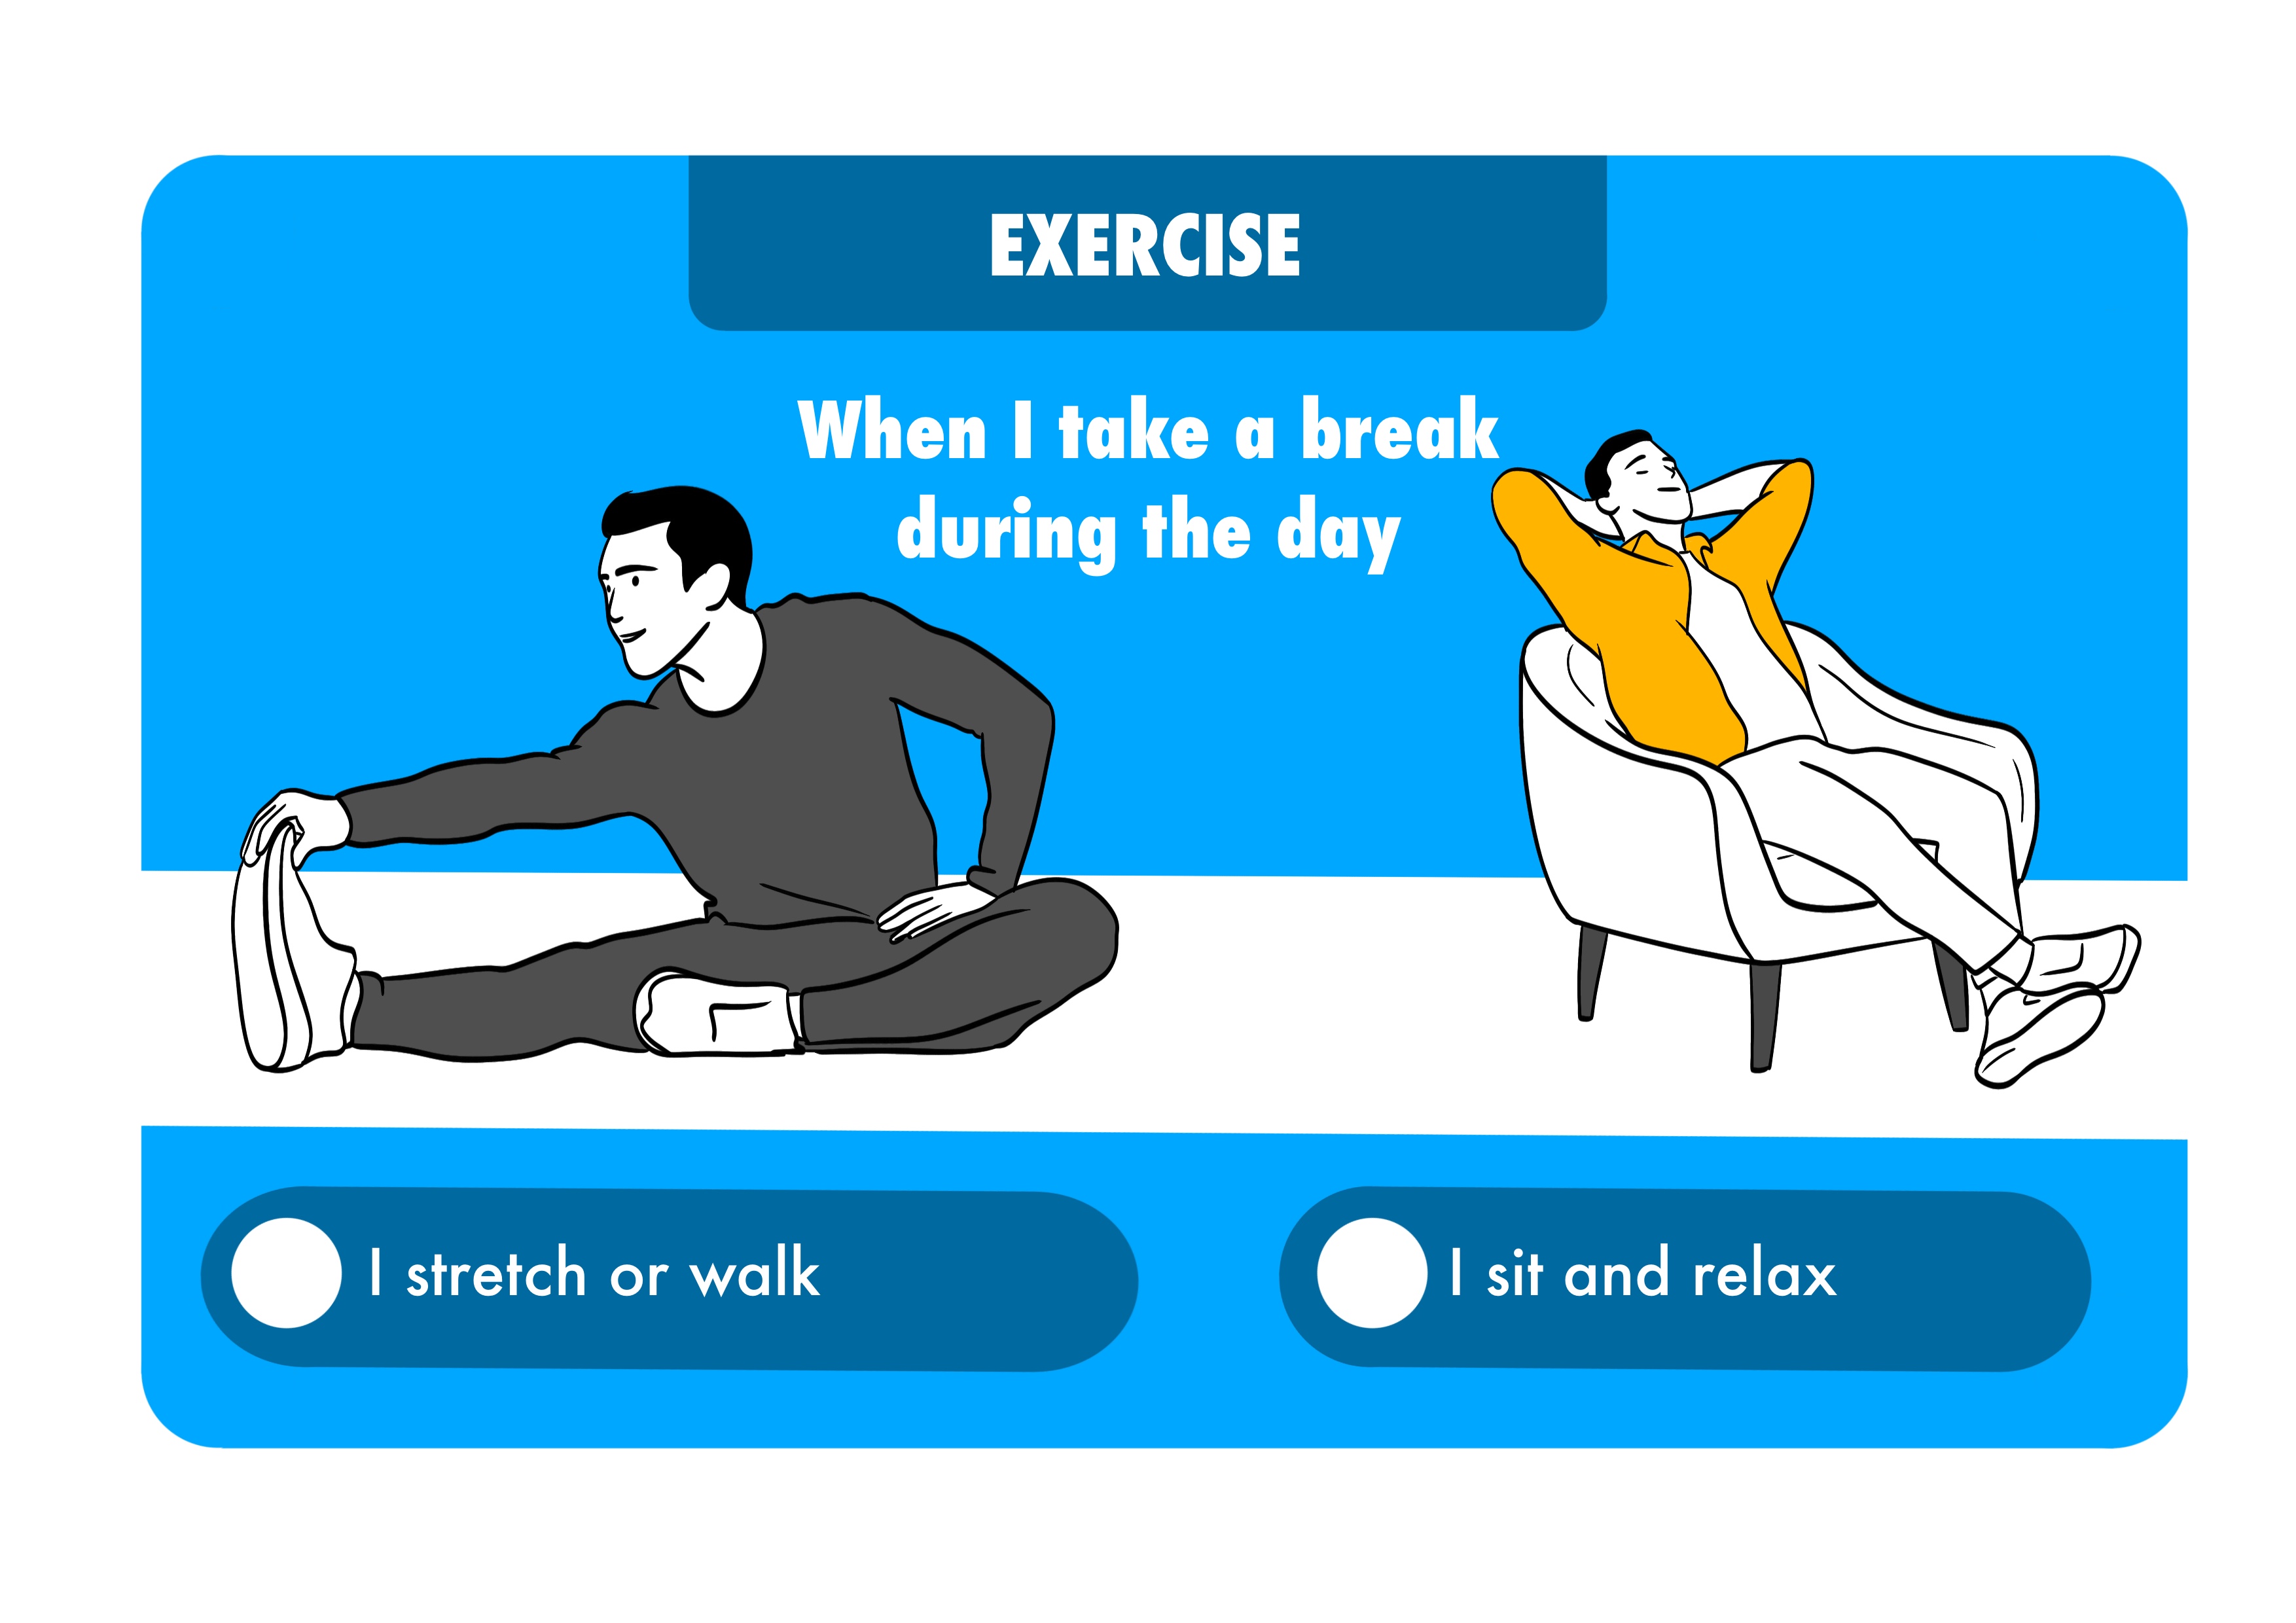 EXERCISE
When I take a break
during the day
I stretch or walk
I sit and relax